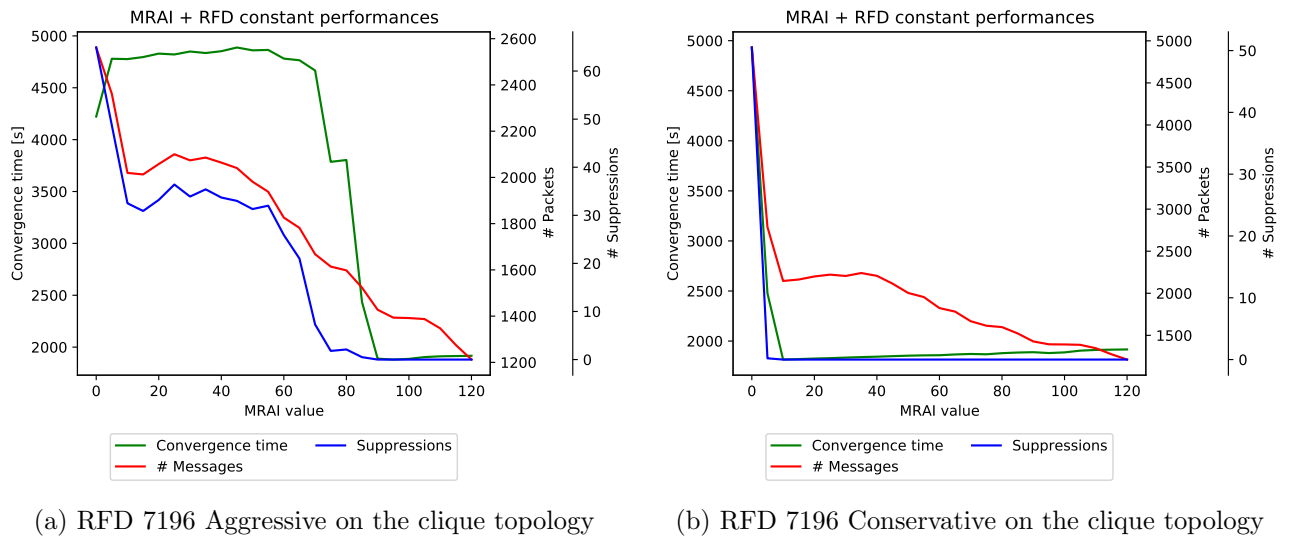 MRAI + RFD constant performances
Convergence time [s]
5000
4500
4000
3500
3000
2500
2000
2600
2400
2200
2000
1800
1600
1400
1200
# Packets
60
50
40
30
20
10
0
# Suppressions
0 20 40 60 80 100 120
MRAI value
Convergence time Suppressions
# Messages
(a) RFD 7196 Aggressive on the clique topology
MRAI + RFD constant performances
Convergence time [s]
5000
4500
4000
3500
3000
2500
2000
5000
4500
4000
3500
3000
2500
2000
1500
# Packets
50
40
30
20
10
0
# Suppressions
0 20 40 60 80 100 120
MRAI value
Convergence time Suppressions
# Messages
(b) RFD 7196 Conservative on the clique topology